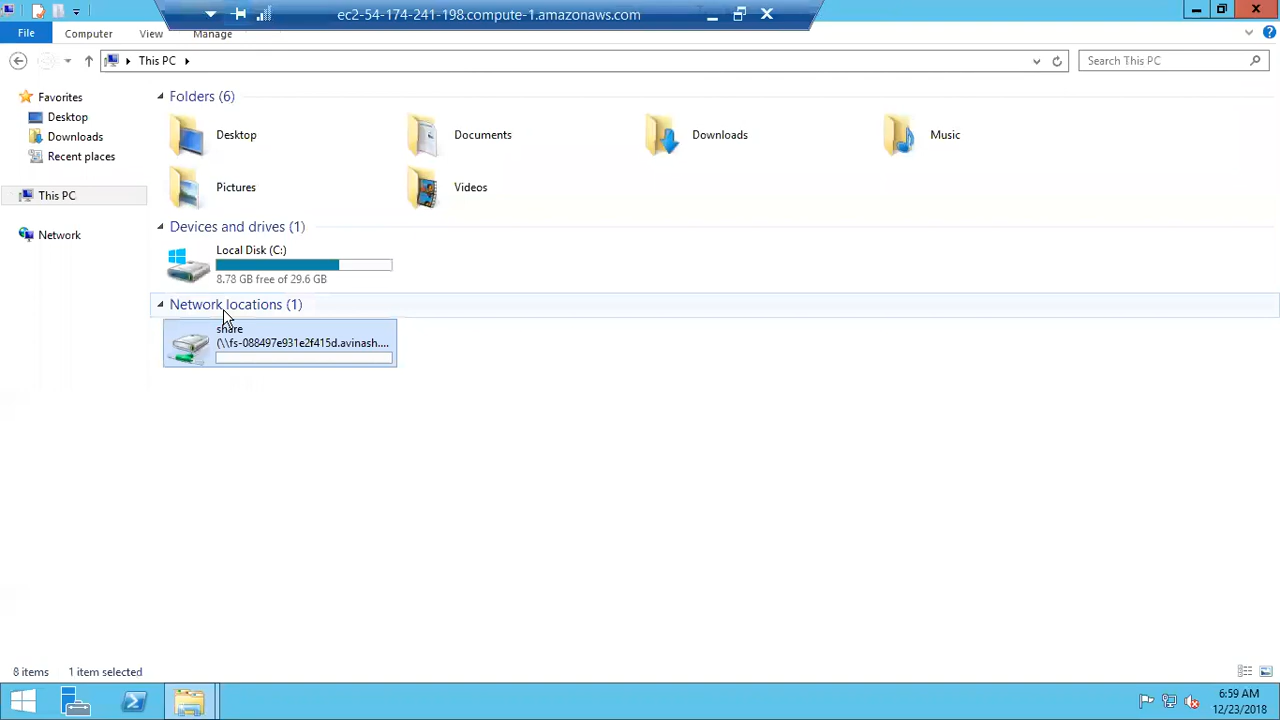 ec2-54-174-241-198.compute-1.amazonaws.com
File
Computer
View
Manage
This PC
Search This PC
Favorites
Desktop
Downloads
Recent places
This PC
Network
Folders (6)
Desktop
Documents
Downloads
Music
Pictures
Videos
Devices and drives (1)
Local Disk (C:)
8.78 GB free of 29.6 GB
Network locations (1)
share
(\\fs-088497e931e2f415d.avinash....
8 items
1 item selected
6:59 AM
12/23/2018